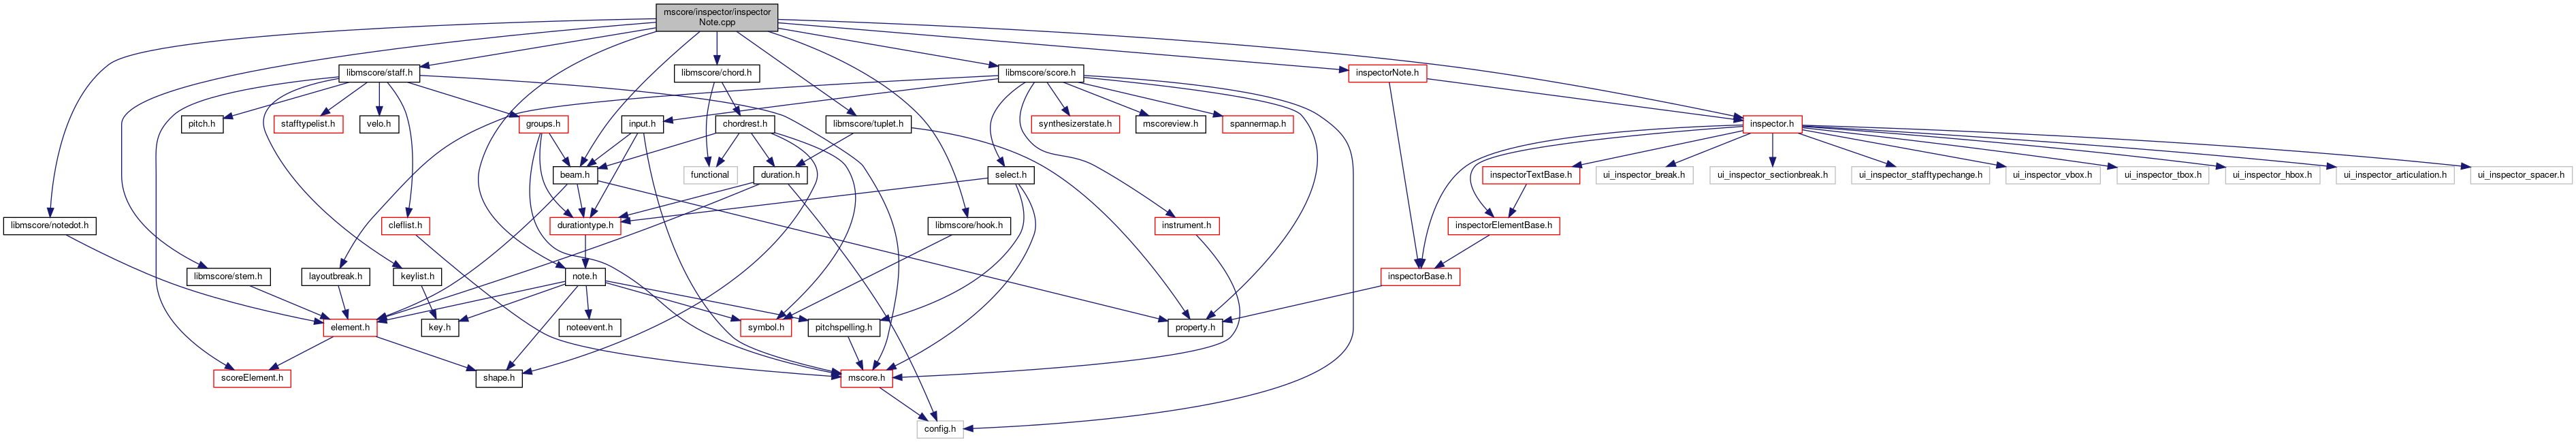 mscore/inspector/inspector
Note.cpp
libmscore/staff.h
libmscore/chord.h
libmscore/score.h
inspectorNote.h
pitch.h
stafftypelist.h
velo.h
groups.h
input.h
chordrest.h
libmscore/tuplet.h
synthesizerstate.h
mscoreview.h
spannermap.h
inspector.h
beam.h
functional
duration.h
select.h
inspectorTextBase.h
ui_inspector_break.h
ui_inspector_sectionbreak.h
ui_inspector_stafftypechange.h
ui_inspector_vbox.h
ui_inspector_tbox.h
ui_inspector_hbox.h
ui_inspector_articulation.h
ui_inspector_spacer.h
libmscore/notedot.h
cleflist.h
durationtype.h
libmscore/hook.h
instrument.h
inspectorElementBase.h
libmscore/stem.h
layoutbreak.h
keylist.h
note.h
inspectorBase.h
element.h
key.h
noteevent.h
symbol.h
pitchspelling.h
property.h
scoreElement.h
shape.h
mscore.h
config.h